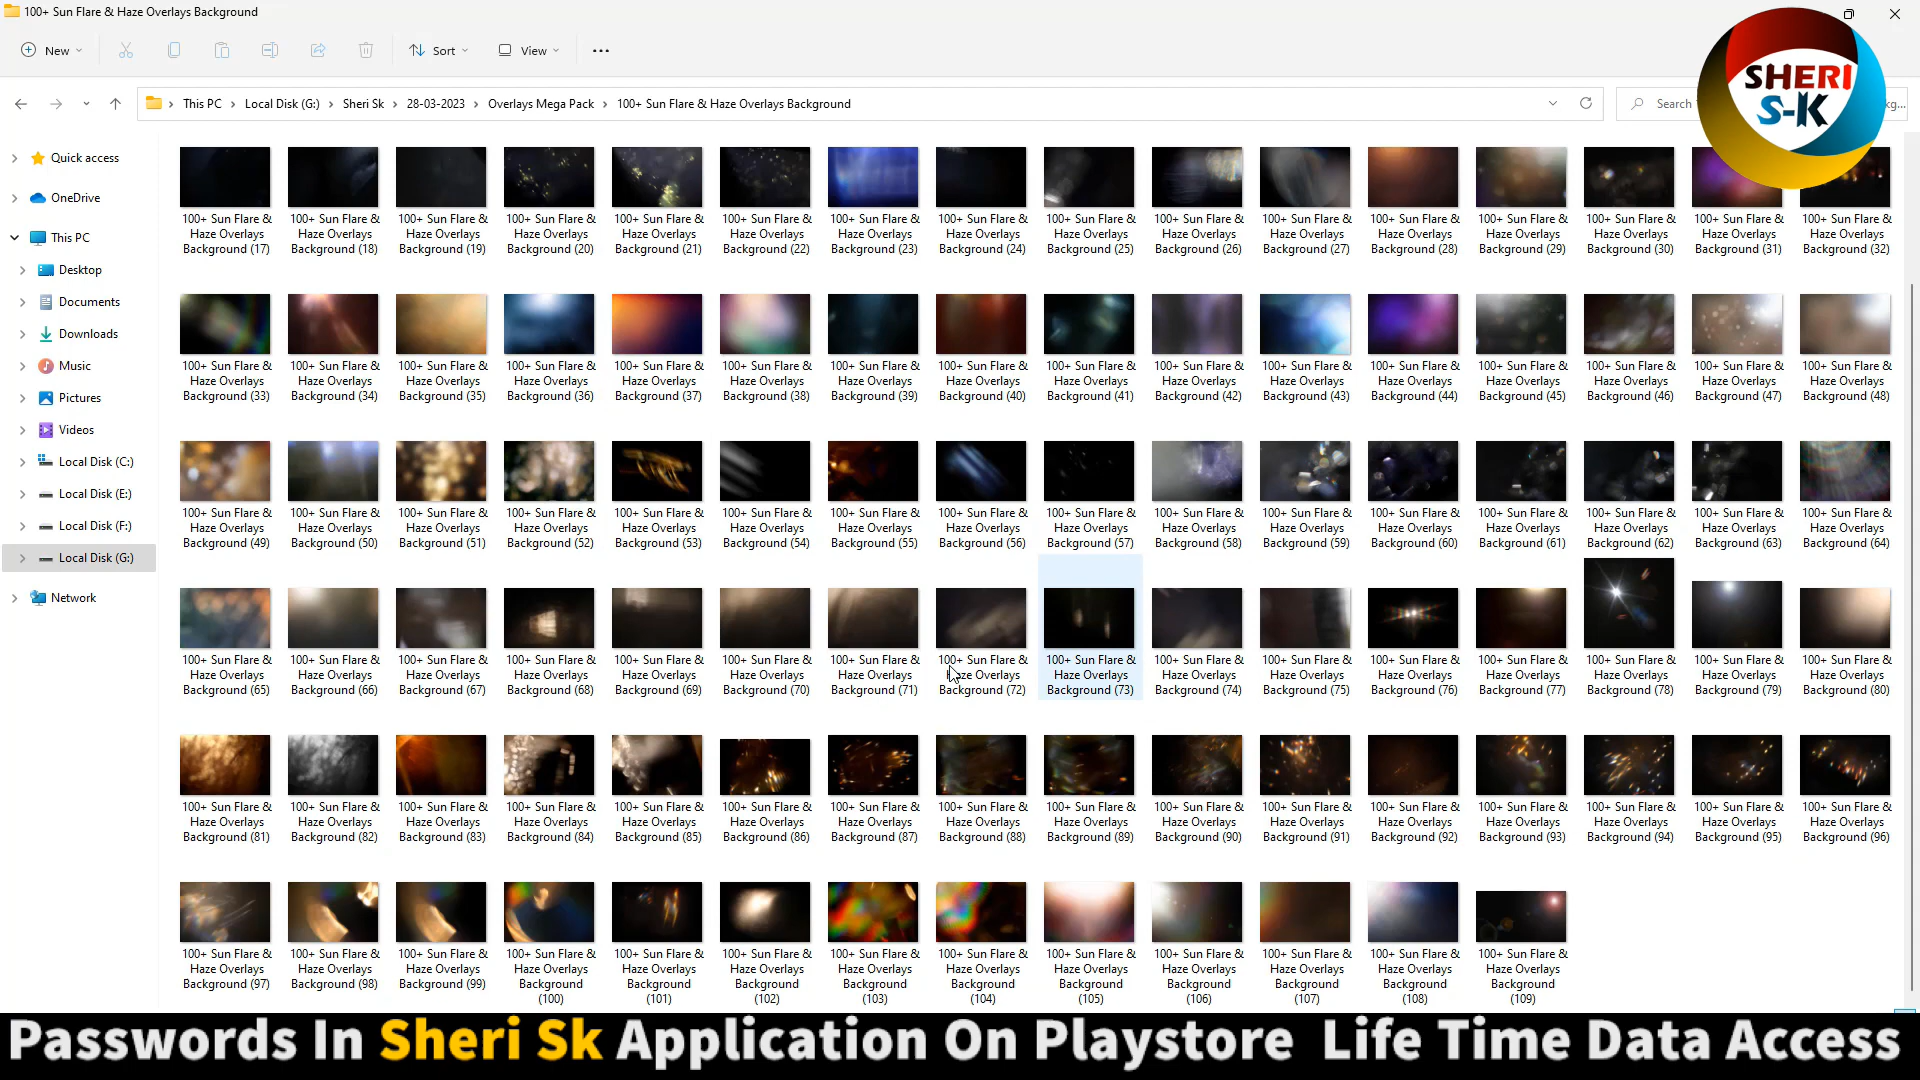 100+ Sun Flare & Haze Overlays Background
New
Sort
View
This PC > Local Disk (G:) > Sheri Sk > 28-03-2023 > Overlays Mega Pack > 100+ Sun Flare & Haze Overlays Background
Search
kg...
SHERI
S-K
Quick access
OneDrive
This PC
Desktop
Documents
Downloads
Music
Pictures
Videos
Local Disk (C:)
Local Disk (E:)
Local Disk (F:)
Local Disk (G:)
Network
100+ Sun Flare &
Haze Overlays
Background (17)
100+ Sun Flare &
Haze Overlays
Background (18)
100+ Sun Flare &
Haze Overlays
Background (19)
100+ Sun Flare &
Haze Overlays
Background (20)
100+ Sun Flare &
Haze Overlays
Background (21)
100+ Sun Flare &
Haze Overlays
Background (22)
100+ Sun Flare &
Haze Overlays
Background (23)
100+ Sun Flare &
Haze Overlays
Background (24)
100+ Sun Flare &
Haze Overlays
Background (25)
100+ Sun Flare &
Haze Overlays
Background (26)
100+ Sun Flare &
Haze Overlays
Background (27)
100+ Sun Flare &
Haze Overlays
Background (28)
100+ Sun Flare &
Haze Overlays
Background (29)
100+ Sun Flare &
Haze Overlays
Background (30)
100+ Sun Flare &
Haze Overlays
Background (31)
100+ Sun Flare &
Haze Overlays
Background (32)
100+ Sun Flare &
Haze Overlays
Background (33)
100+ Sun Flare &
Haze Overlays
Background (34)
100+ Sun Flare &
Haze Overlays
Background (35)
100+ Sun Flare &
Haze Overlays
Background (36)
100+ Sun Flare &
Haze Overlays
Background (37)
100+ Sun Flare &
Haze Overlays
Background (38)
100+ Sun Flare &
Haze Overlays
Background (39)
100+ Sun Flare &
Haze Overlays
Background (40)
100+ Sun Flare &
Haze Overlays
Background (41)
100+ Sun Flare &
Haze Overlays
Background (42)
100+ Sun Flare &
Haze Overlays
Background (43)
100+ Sun Flare &
Haze Overlays
Background (44)
100+ Sun Flare &
Haze Overlays
Background (45)
100+ Sun Flare &
Haze Overlays
Background (46)
100+ Sun Flare &
Haze Overlays
Background (47)
100+ Sun Flare &
Haze Overlays
Background (48)
100+ Sun Flare &
Haze Overlays
Background (49)
100+ Sun Flare &
Haze Overlays
Background (50)
100+ Sun Flare &
Haze Overlays
Background (51)
100+ Sun Flare &
Haze Overlays
Background (52)
100+ Sun Flare &
Haze Overlays
Background (53)
100+ Sun Flare &
Haze Overlays
Background (54)
100+ Sun Flare &
Haze Overlays
Background (55)
100+ Sun Flare &
Haze Overlays
Background (56)
100+ Sun Flare &
Haze Overlays
Background (57)
100+ Sun Flare &
Haze Overlays
Background (58)
100+ Sun Flare &
Haze Overlays
Background (59)
100+ Sun Flare &
Haze Overlays
Background (60)
100+ Sun Flare &
Haze Overlays
Background (61)
100+ Sun Flare &
Haze Overlays
Background (62)
100+ Sun Flare &
Haze Overlays
Background (63)
100+ Sun Flare &
Haze Overlays
Background (64)
100+ Sun Flare &
Haze Overlays
Background (65)
100+ Sun Flare &
Haze Overlays
Background (66)
100+ Sun Flare &
Haze Overlays
Background (67)
100+ Sun Flare &
Haze Overlays
Background (68)
100+ Sun Flare &
Haze Overlays
Background (69)
100+ Sun Flare &
Haze Overlays
Background (70)
100+ Sun Flare &
Haze Overlays
Background (71)
100+ Sun Flare &
Haze Overlays
Background (72)
100+ Sun Flare &
Haze Overlays
Background (73)
100+ Sun Flare &
Haze Overlays
Background (74)
100+ Sun Flare &
Haze Overlays
Background (75)
100+ Sun Flare &
Haze Overlays
Background (76)
100+ Sun Flare &
Haze Overlays
Background (77)
100+ Sun Flare &
Haze Overlays
Background (78)
100+ Sun Flare &
Haze Overlays
Background (79)
100+ Sun Flare &
Haze Overlays
Background (80)
100+ Sun Flare &
Haze Overlays
Background (81)
100+ Sun Flare &
Haze Overlays
Background (82)
100+ Sun Flare &
Haze Overlays
Background (83)
100+ Sun Flare &
Haze Overlays
Background (84)
100+ Sun Flare &
Haze Overlays
Background (85)
100+ Sun Flare &
Haze Overlays
Background (86)
100+ Sun Flare &
Haze Overlays
Background (87)
100+ Sun Flare &
Haze Overlays
Background (88)
100+ Sun Flare &
Haze Overlays
Background (89)
100+ Sun Flare &
Haze Overlays
Background (90)
100+ Sun Flare &
Haze Overlays
Background (91)
100+ Sun Flare &
Haze Overlays
Background (92)
100+ Sun Flare &
Haze Overlays
Background (93)
100+ Sun Flare &
Haze Overlays
Background (94)
100+ Sun Flare &
Haze Overlays
Background (95)
100+ Sun Flare &
Haze Overlays
Background (96)
100+ Sun Flare &
Haze Overlays
Background (97)
100+ Sun Flare &
Haze Overlays
Background (98)
100+ Sun Flare &
Haze Overlays
Background (99)
100+ Sun Flare &
Haze Overlays
Background
(100)
100+ Sun Flare &
Haze Overlays
Background
(101)
100+ Sun Flare &
Haze Overlays
Background
(102)
100+ Sun Flare &
Haze Overlays
Background
(103)
100+ Sun Flare &
Haze Overlays
Background
(104)
100+ Sun Flare &
Haze Overlays
Background
(105)
100+ Sun Flare &
Haze Overlays
Background
(106)
100+ Sun Flare &
Haze Overlays
Background
(107)
100+ Sun Flare &
Haze Overlays
Background
(108)
100+ Sun Flare &
Haze Overlays
Background
(109)
Passwords In Sheri Sk Application On Playstore Life Time Data Access